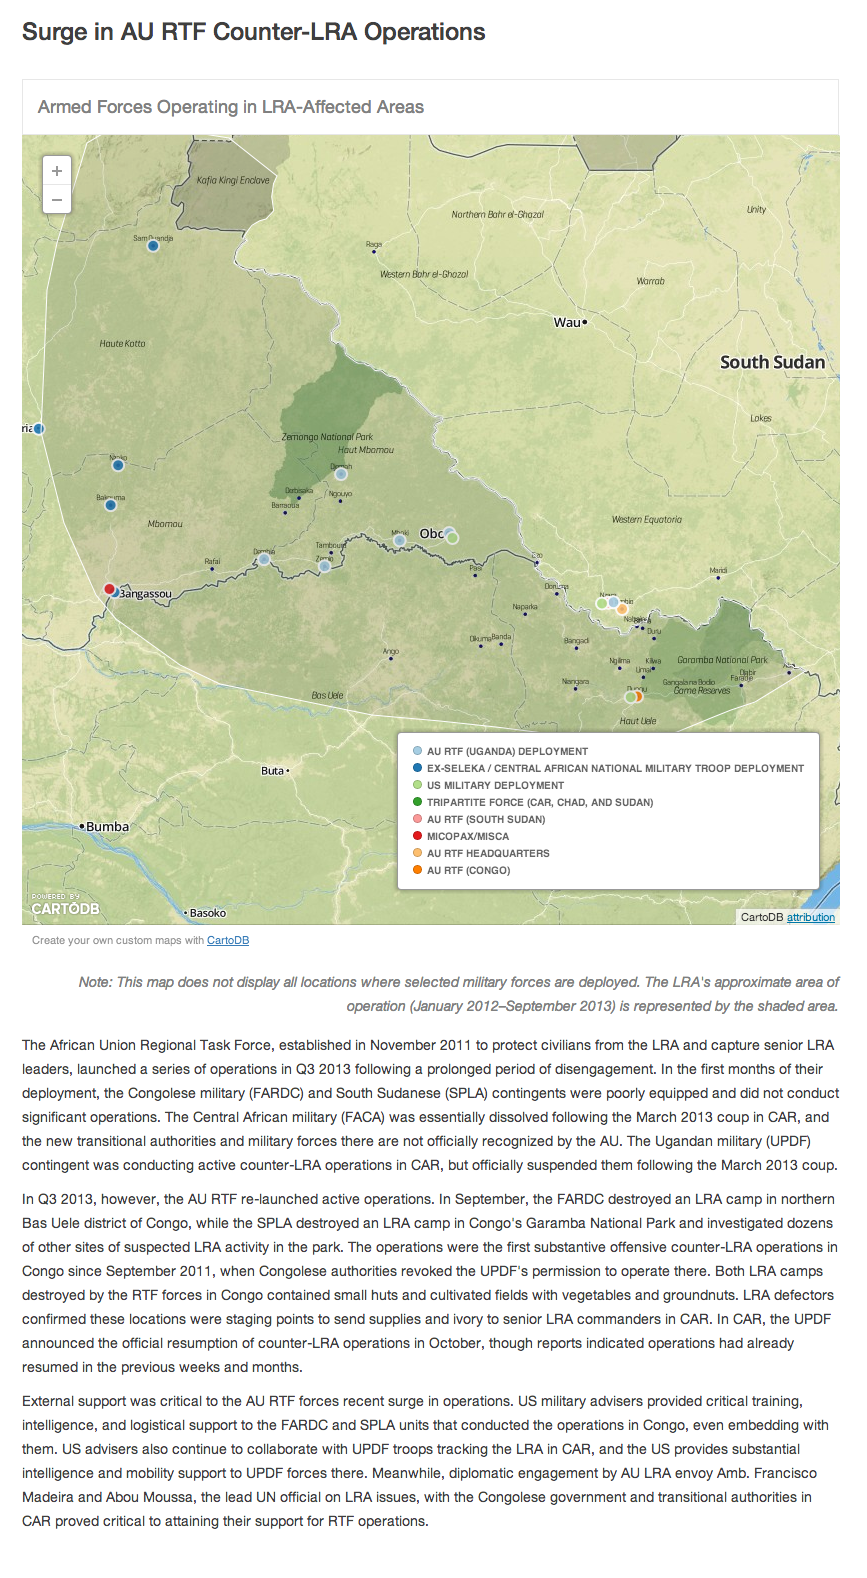 Surge in AU RTF Counter-LRA Operations
Armed Forces Operating in LRA-Affected Areas
+
−
Kafia Kingi Enclave
Northern Bahr el-Ghazal
Unity
Raga
Western Bahr el-Ghazal
Warrab
Wau
Haute Kotto
South Sudan
Lakes
Zemongo National Park
Haut Mbomou
Djemah
Derbisaka
Ngouyo
Bakouma
Bambouti
Mbomou
Western Equatoria
Mboki
Obo
Tamboura
Zemio
Dembia
Rafai
Maridi
Bangassou
Naparka
Banda
Bangadi
Duru
Ango
Ngilima
Kiliwa
Garamba National Park
Niangara
Gangalana Bodio
Faradje
Game Reserves
Bas Uele
Dungu
Haut Uele
Buta
Bumba
Basoko
AU RTF (UGANDA) DEPLOYMENT
EX-SELEKA / CENTRAL AFRICAN NATIONAL MILITARY TROOP DEPLOYMENT
US MILITARY DEPLOYMENT
TRIPARTITE FORCE (CAR, CHAD, AND SUDAN)
AU RTF (SOUTH SUDAN)
MICOPAX/MISCA
AU RTF HEADQUARTERS
AU RTF (CONGO)
POWERED BY
CARTODB
CartoDB attribution
Create your own custom maps with CartoDB
Note: This map does not display all locations where selected military forces are deployed. The LRA's approximate area of
operation (January 2012–September 2013) is represented by the shaded area.
The African Union Regional Task Force, established in November 2011 to protect civilians from the LRA and capture senior LRA
leaders, launched a series of operations in Q3 2013 following a prolonged period of disengagement. In the first months of their
deployment, the Congolese military (FARDC) and South Sudanese (SPLA) contingents were poorly equipped and did not conduct
significant operations. The Central African military (FACA) was essentially dissolved following the March 2013 coup in CAR, and
the new transitional authorities and military forces there are not officially recognized by the AU. The Ugandan military (UPDF)
contingent was conducting active counter-LRA operations in CAR, but officially suspended them following the March 2013 coup.
In Q3 2013, however, the AU RTF re-launched active operations. In September, the FARDC destroyed an LRA camp in northern
Bas Uele district of Congo, while the SPLA destroyed an LRA camp in Congo's Garamba National Park and investigated dozens
of other sites of suspected LRA activity in the park. The operations were the first substantive offensive counter-LRA operations in
Congo since September 2011, when Congolese authorities revoked the UPDF's permission to operate there. Both LRA camps
destroyed by the RTF forces in Congo contained small huts and cultivated fields with vegetables and groundnuts. LRA defectors
confirmed these locations were staging points to send supplies and ivory to senior LRA commanders in CAR. In CAR, the UPDF
announced the official resumption of counter-LRA operations in October, though reports indicated operations had already
resumed in the previous weeks and months.
External support was critical to the AU RTF forces recent surge in operations. US military advisers provided critical training,
intelligence, and logistical support to the FARDC and SPLA units that conducted the operations in Congo, even embedding with
them. US advisers also continue to collaborate with UPDF troops tracking the LRA in CAR, and the US provides substantial
intelligence and mobility support to UPDF forces there. Meanwhile, diplomatic engagement by AU LRA envoy Amb. Francisco
Madeira and Abou Moussa, the lead UN official on LRA issues, with the Congolese government and transitional authorities in
CAR proved critical to attaining their support for RTF operations.